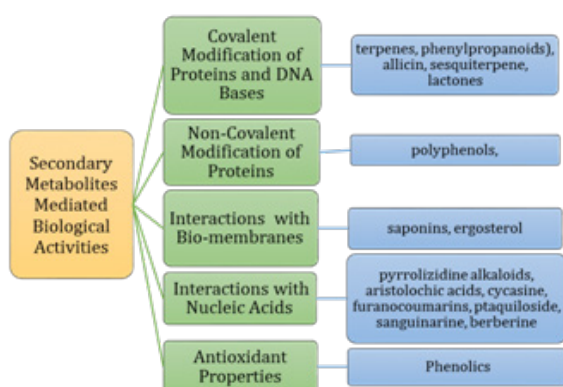 Secondary
Metabolites
Mediated
Biological
Activities
Covalent
Modification of
Proteins and DNA
Bases
terpenes, phenylpropanoids),
allicin, sesquiterpene,
lactones
Non-Covalent
Modification of
Proteins
polyphenols,
Interactions with
Bio-membranes
saponins, ergosterol
Interactions with
Nucleic Acids
pyrrolizidine alkaloids,
aristolochic acids, cycasine,
furanocoumarins, ptaquiloside,
sanguinarine, berberine
Antioxidant
Properties
Phenolics